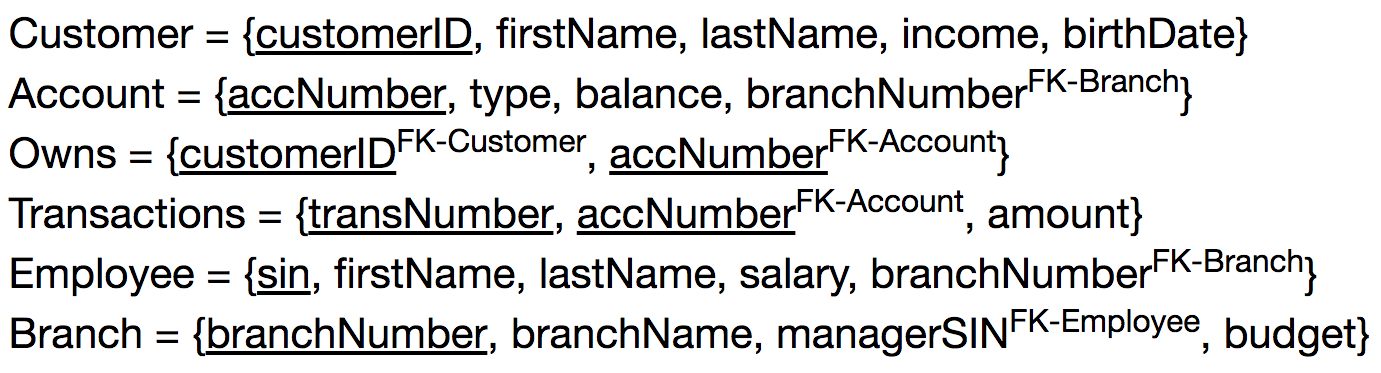 Customer = {customerID, firstName, lastName, income, birthDate}
Account = {accNumber, type, balance, branchNumberFK-Branch}
Owns = {customerIDFK-Customer, accNumberFK-Account}
Transactions = {transNumber, accNumberFK-Account, amount}
Employee = {sin, firstName, lastName, salary, branchNumberFK-Branch}
Branch = {branchNumber, branchName, managerSINFK-Employee, budget}